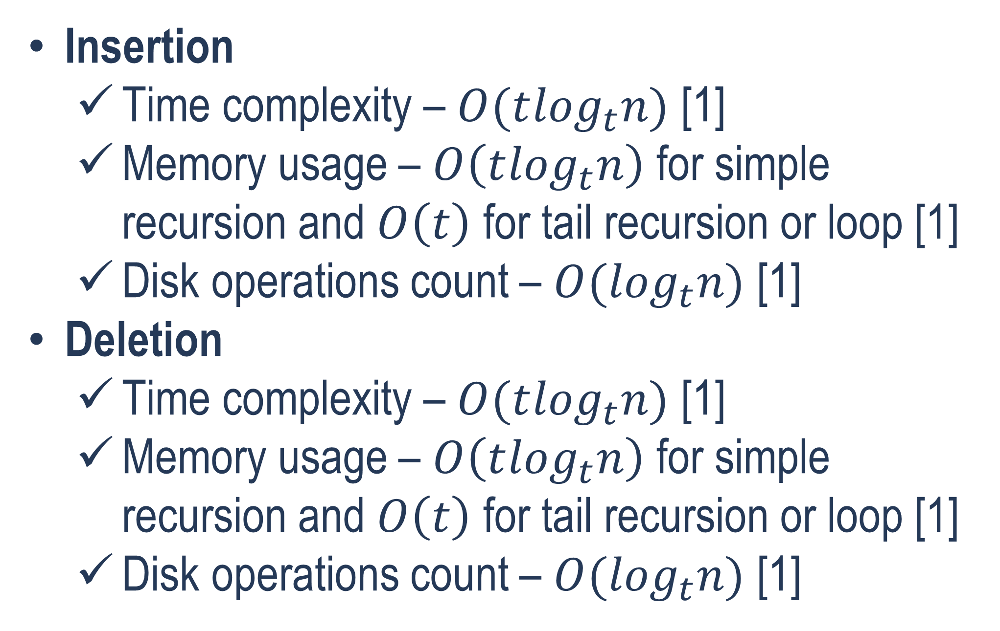 • Insertion
✓ Time complexity – $O(tlog_t n)$ [1]
✓ Memory usage – $O(tlog_t n)$ for simple
recursion and $O(t)$ for tail recursion or loop [1]
✓ Disk operations count – $O(log_t n)$ [1]
• Deletion
✓ Time complexity – $O(tlog_t n)$ [1]
✓ Memory usage – $O(tlog_t n)$ for simple
recursion and $O(t)$ for tail recursion or loop [1]
✓ Disk operations count – $O(log_t n)$ [1]